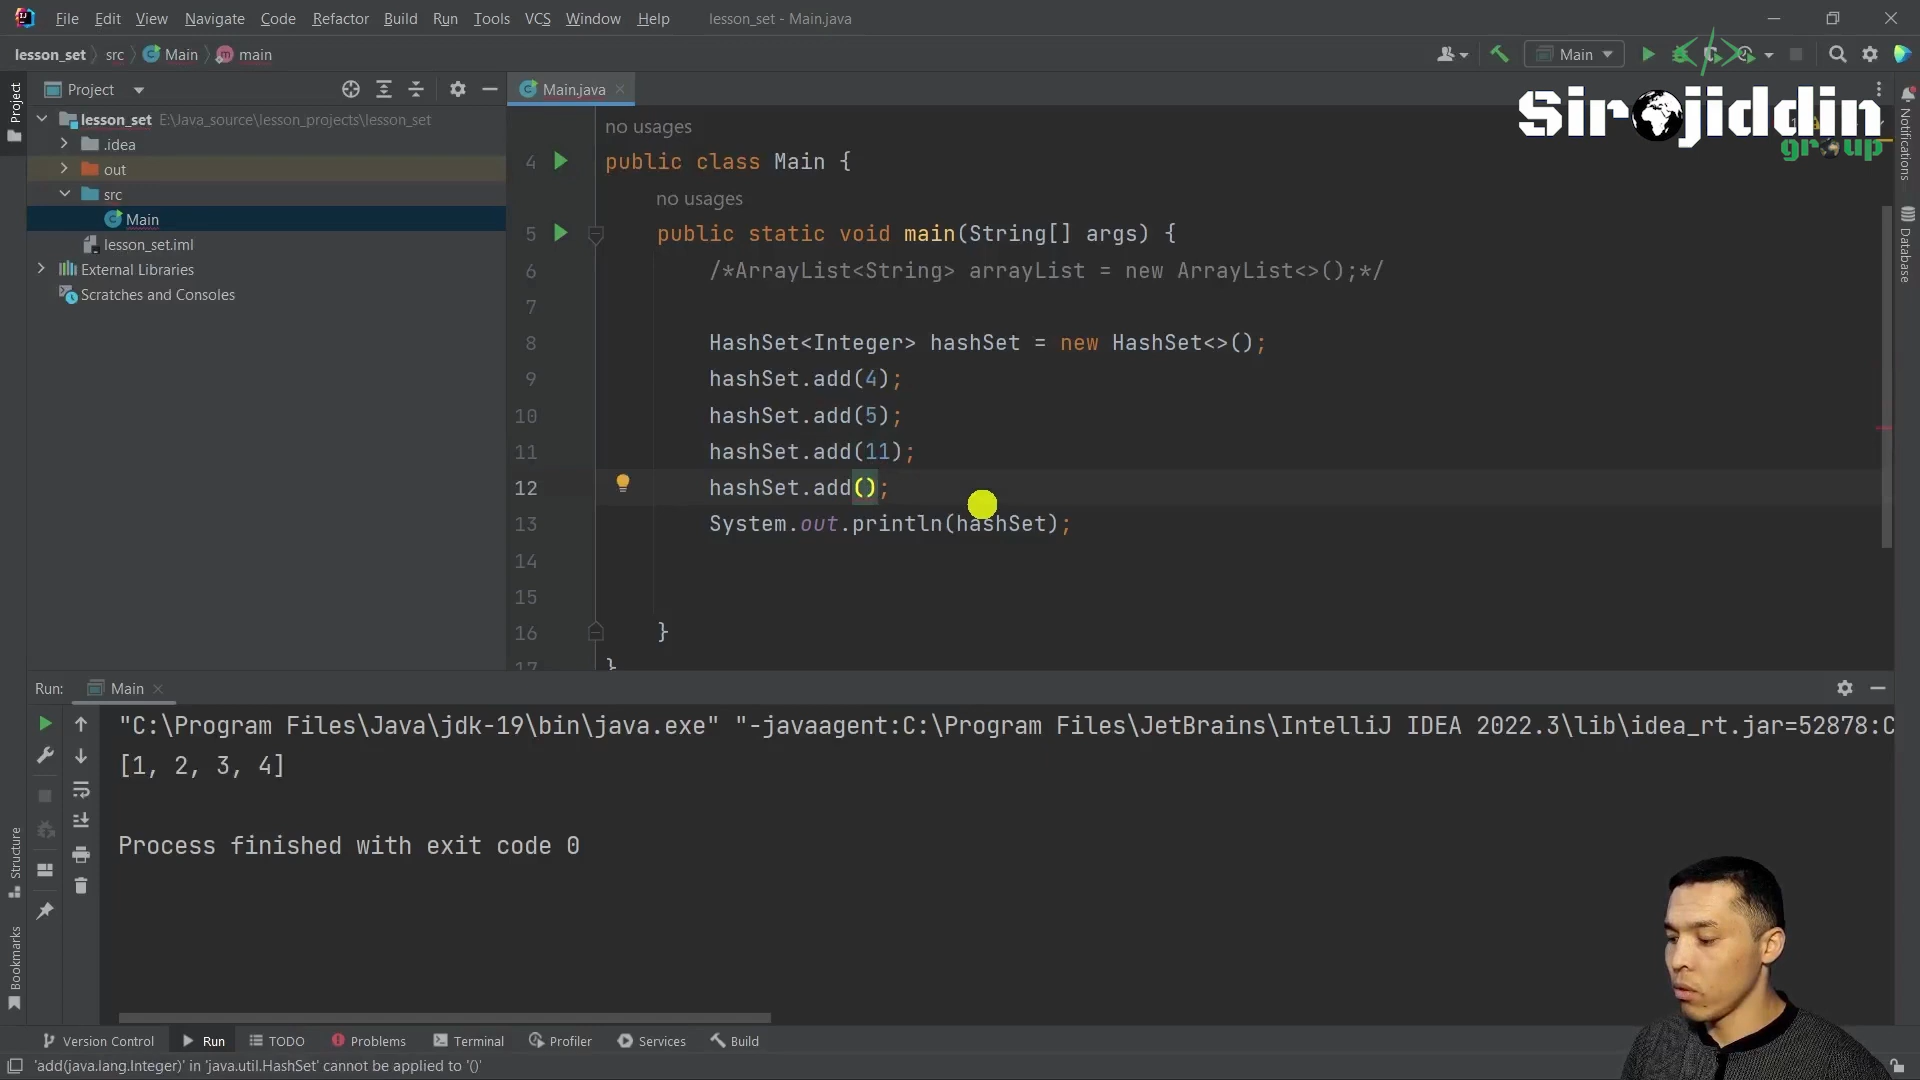 File Edit View Navigate Code Refactor Build Run Tools VCS Window Help lesson_set - Main.java
lesson_set src Main main
Main
Project
Main.java
Sirojiddin
group
Project
Notifications
Database
Structure
Bookmarks
lesson_set E:\Java_source\lesson_projects\lesson_set
.idea
out
src
Main
lesson_set.iml
External Libraries
Scratches and Consoles
no usages
4 public class Main {
no usages
5 public static void main(String[] args) {
6 /*ArrayList<String> arrayList = new ArrayList<>();*/
7
8 HashSet<Integer> hashSet = new HashSet<>();
9 hashSet.add(4);
10 hashSet.add(5);
11 hashSet.add(11);
12 hashSet.add();
13 System.out.println(hashSet);
14
15
16 }
17 }
Run: Main
"C:\Program Files\Java\jdk-19\bin\java.exe" "-javaagent:C:\Program Files\JetBrains\IntelliJ IDEA 2022.3\lib\idea_rt.jar=52878:C
[1, 2, 3, 4]
Process finished with exit code 0
Version Control Run TODO Problems Terminal Profiler Services Build
'add(java.lang.Integer)' in 'java.util.HashSet' cannot be applied to '()'